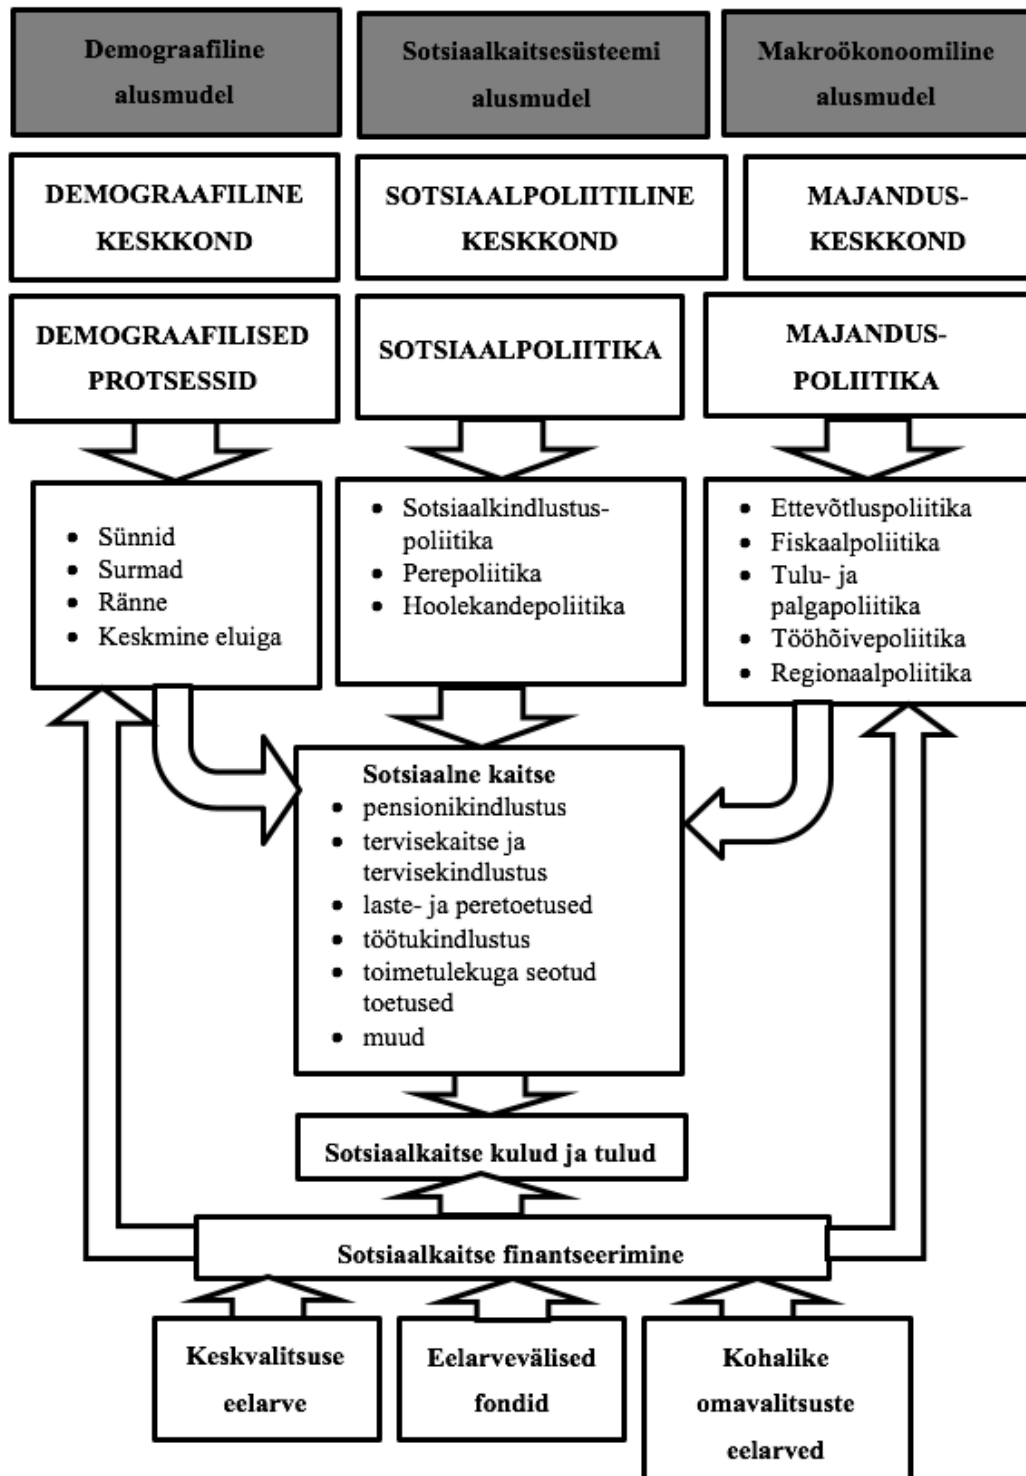 Demograafiline
alusmudel
Sotsiaalkaitsesüsteemi
alusmudel
Makroökonoomiline
alusmudel
DEMOGRAAFILINE
KESKKOND
SOTSIAALPOLIITILINE
KESKKOND
MAJANDUS-
KESKKOND
DEMOGRAAFILISED
PROTSESSID
SOTSIAALPOLIITIKA
MAJANDUS-
POLIITIKA
• Sünnid
• Surmad
• Ränne
• Keskmine eluiga
• Sotsiaalkindlustus-
poliitika
• Perepoliitika
• Hoolekandepoliitika
• Ettevõtluspoliitika
• Fiskaalpoliitika
• Tulu- ja
palgapoliitika
• Tööhõivepoliitika
• Regionaalpoliitika
Sotsiaalne kaitse
• pensionikindlustus
• tervisekaitse ja
tervisekindlustus
• laste- ja peretoetused
• töötukindlustus
• toimetulekuga seotud
toetused
• muud
Sotsiaalkaitse kulud ja tulud
Sotsiaalkaitse finantseerimine
Keskvalitsuse
eelarve
Eelarvevälised
fondid
Kohalike
omavalitsuste
eelarved